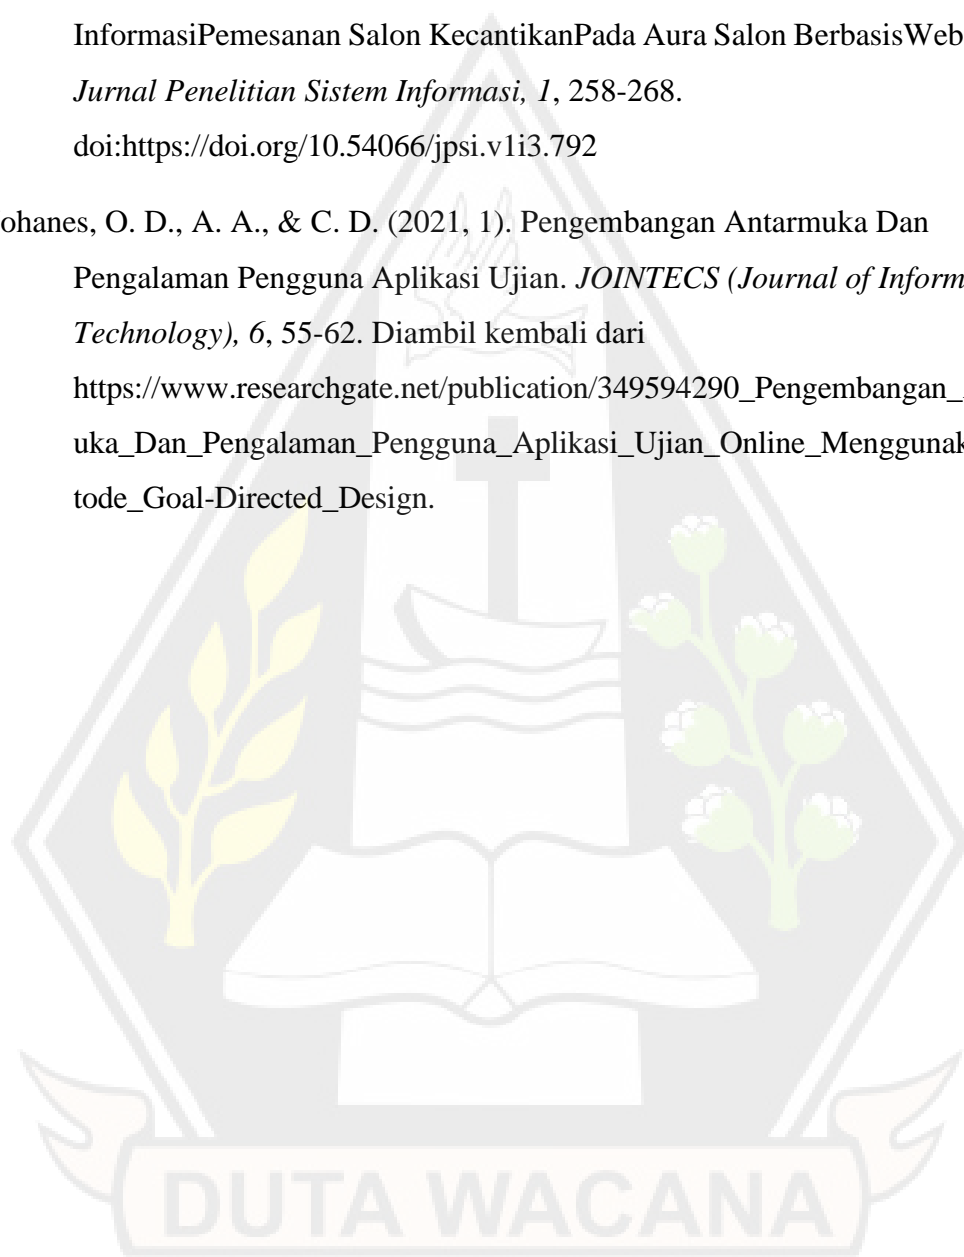 InformasiPemesanan Salon KecantikanPada Aura Salon BerbasisWeb
Jurnal Penelitian Sistem Informasi, 1, 258-268.
doi:https://doi.org/10.54066/jpsi.v1i3.792
ohanes, O. D., A. A., & C. D. (2021, 1). Pengembangan Antarmuka Dan
Pengalaman Pengguna Aplikasi Ujian. JOINTECS (Journal of Inform
Technology), 6, 55-62. Diambil kembali dari
https://www.researchgate.net/publication/349594290_Pengembangan_
uka_Dan_Pengalaman_Pengguna_Aplikasi_Ujian_Online_Menggunak
tode_Goal-Directed_Design.
DUTA WACANA